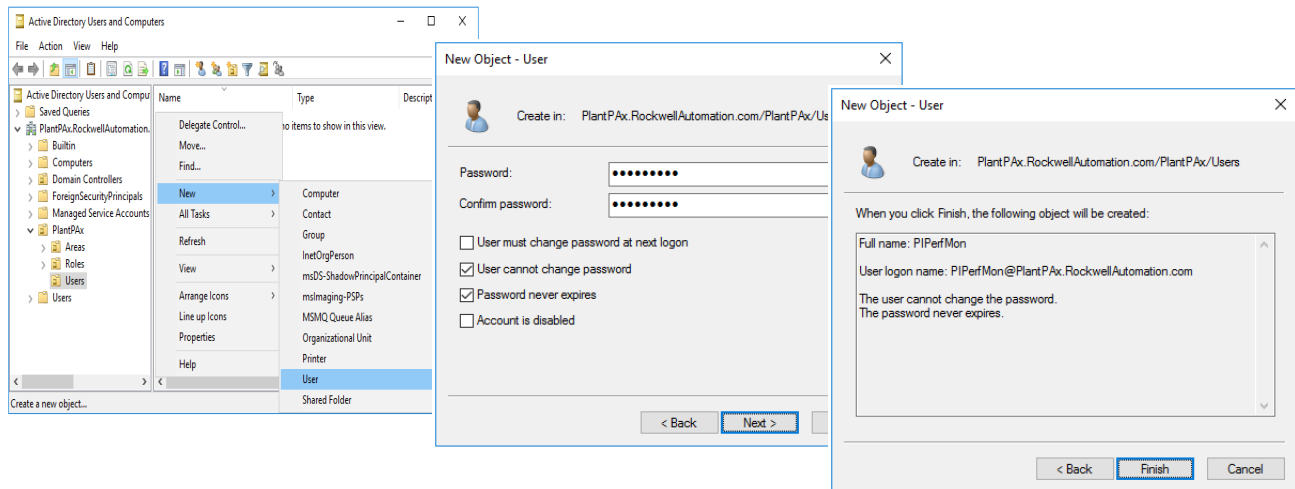 Active Directory Users and Computers
File Action View Help
Active Directory Users and Compu
Saved Queries
PlantPAx.RockwellAutomation.
Builtin
Computers
Domain Controllers
ForeignSecurityPrincipals
Managed Service Accounts
PlantPAx
Areas
Roles
Users
Users
Name Type Descript
no items to show in this view.
Delegate Control...
Move...
Find...
New
All Tasks
Refresh
View
Arrange Icons
Line up Icons
Properties
Help
Computer
Contact
Group
InetOrgPerson
msDS-ShadowPrincipalContainer
msImaging-PSPs
MSMQ Queue Alias
Organizational Unit
Printer
User
Shared Folder
Create a new object...
New Object - User
Create in: PlantPAx.RockwellAutomation.com/PlantPAx/Us
Password:
Confirm password:
User must change password at next logon
User cannot change password
Password never expires
Account is disabled
< Back Next >
New Object - User
Create in: PlantPAx.RockwellAutomation.com/PlantPAx/Users
When you click Finish, the following object will be created:
Full name: PIPerfMon
User logon name: PIPerfMon@PlantPAx.RockwellAutomation.com
The user cannot change the password.
The password never expires.
< Back Finish Cancel